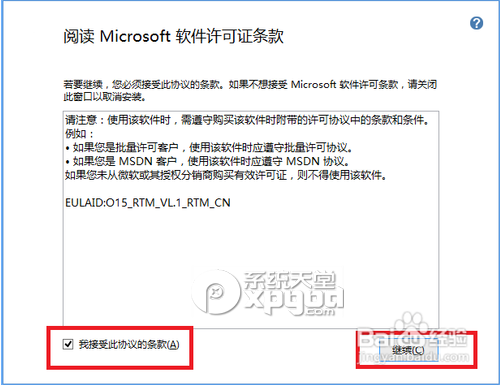 阅读 Microsoft 软件许可证条款
若要继续，您必须接受此协议的条款。如果不想接受 Microsoft 软件许可条款，请关闭
此窗口以取消安装。
请注意：使用该软件时，需遵守购买该软件时附带的许可协议中的条款和条件。
例如：
• 如果您是批量许可客户，使用该软件时应遵守批量许可协议。
• 如果您是 MSDN 客户，使用该软件时应遵守 MSDN 协议。
如果您未从微软或其授权分销商购买有效许可证，则不得使用该软件。
EULAID:O15_RTM_VL.1_RTM_CN
系统天堂
Pxpgod
我接受此协议的条款(A)
Baidu 经验
继续(C)
jingyan.baidu.com